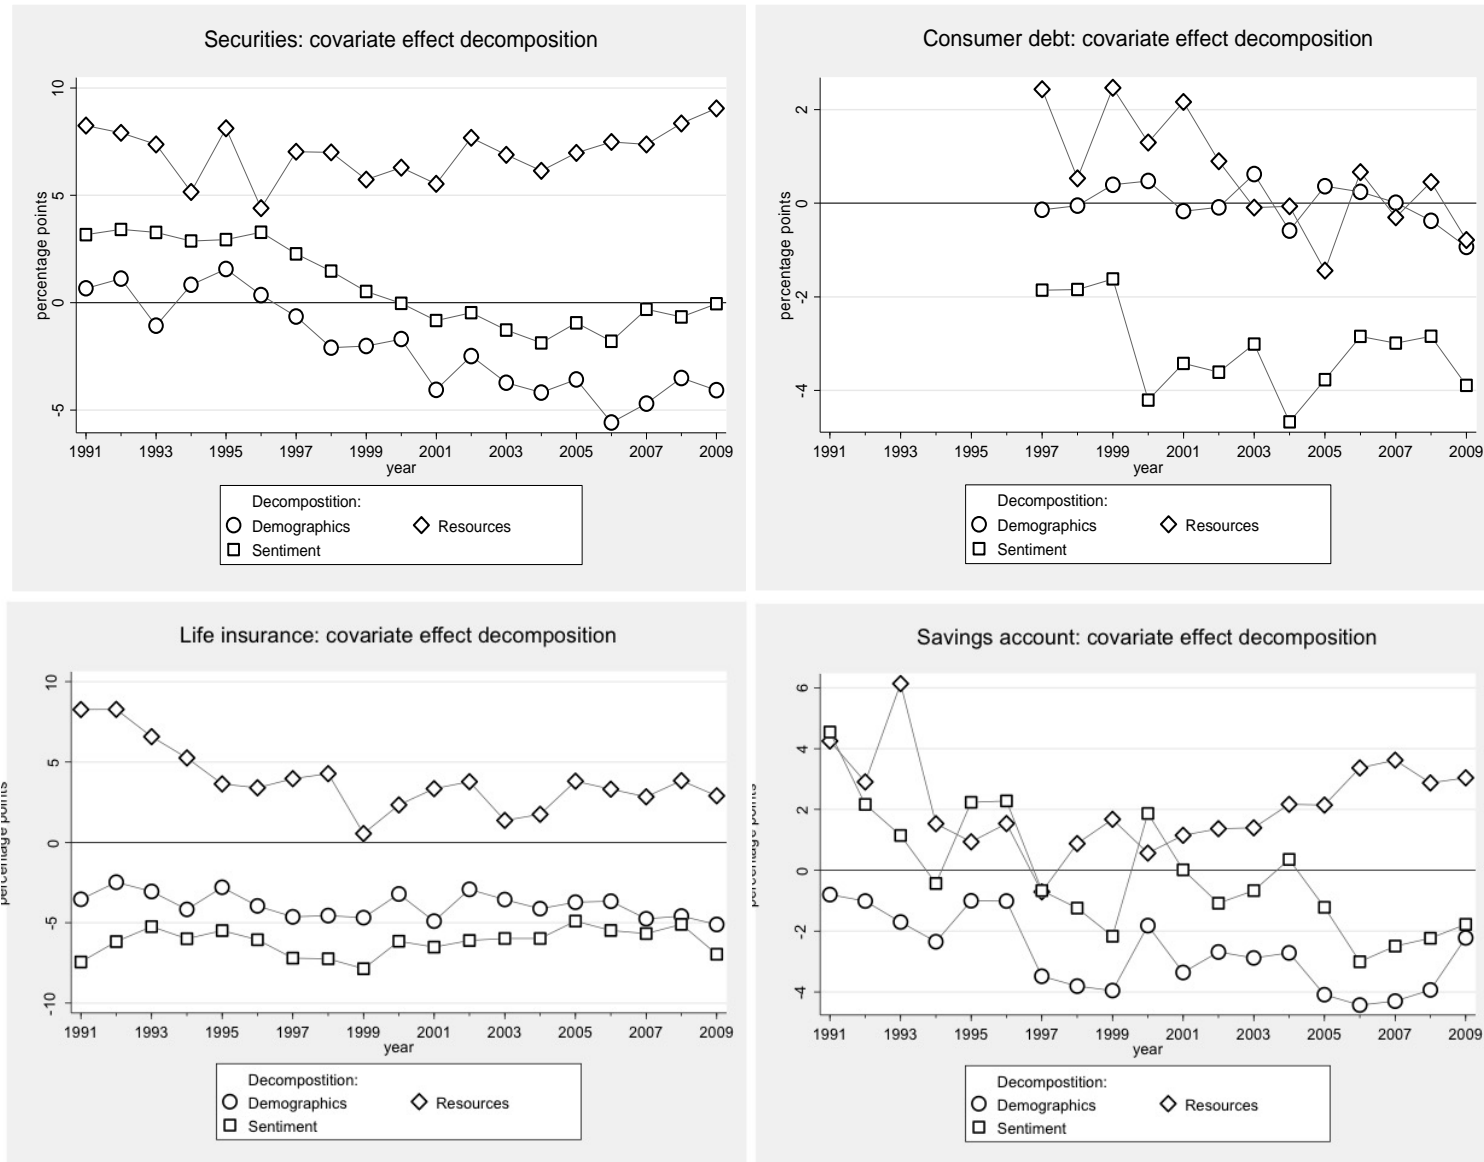 Securities: covariate effect decomposition
10
5
0
-5
percentage points
1991 1993 1995 1997 1999 2001 2003 2005 2007 2009
year
Decompostition:
Demographics Resources
Sentiment
Consumer debt: covariate effect decomposition
2
0
-2
-4
percentage points
1991 1993 1995 1997 1999 2001 2003 2005 2007 2009
year
Decompostition:
Demographics Resources
Sentiment
Life insurance: covariate effect decomposition
10
5
0
-5
-10
percentage points
1991 1993 1995 1997 1999 2001 2003 2005 2007 2009
year
Decompostition:
Demographics Resources
Sentiment
Savings account: covariate effect decomposition
6
4
2
0
-2
-4
percentage points
1991 1993 1995 1997 1999 2001 2003 2005 2007 2009
year
Decompostition:
Demographics Resources
Sentiment